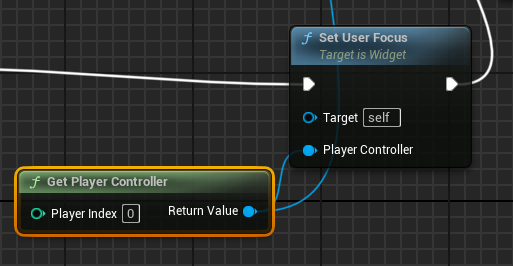 Set User Focus
Target is Widget
Target self
Player Controller
Get Player Controller
Player Index 0 Return Value